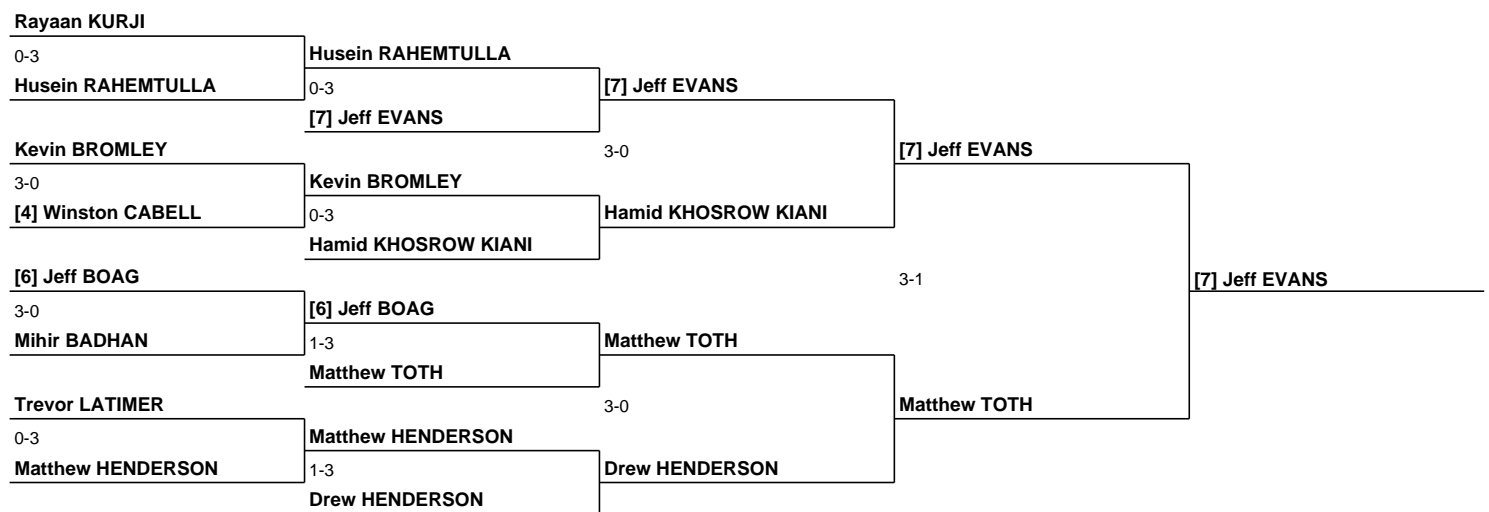 Rayaan KURJI
0-3
Husein RAHEMTULLA
Husein RAHEMTULLA
0-3
[7] Jeff EVANS
[7] Jeff EVANS
Kevin BROMLEY
3-0
[7] Jeff EVANS
3-0
Kevin BROMLEY
[4] Winston CABELL
0-3
Hamid KHOSROW KIANI
Hamid KHOSROW KIANI
[6] Jeff BOAG
3-1
[7] Jeff EVANS
3-0
[6] Jeff BOAG
Mihir BADHAN
1-3
Matthew TOTH
Matthew TOTH
Trevor LATIMER
3-0
Matthew TOTH
0-3
Matthew HENDERSON
Matthew HENDERSON
1-3
Drew HENDERSON
Drew HENDERSON